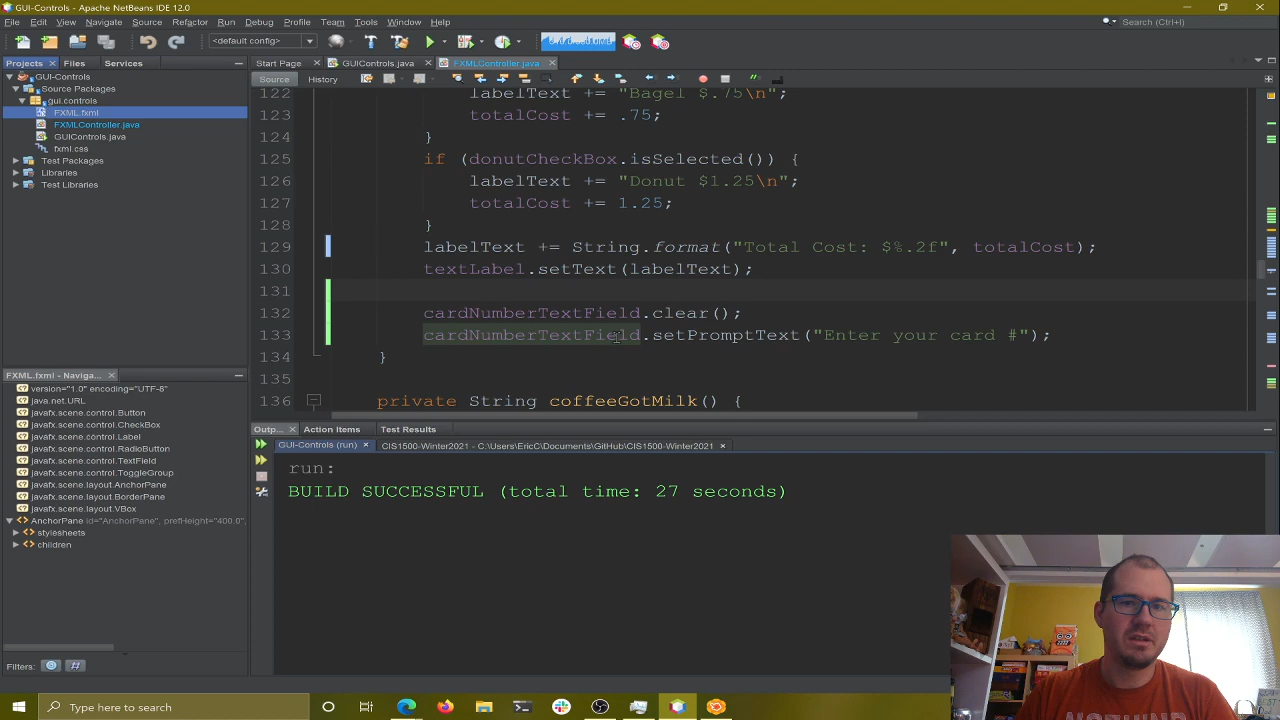 GUI-Controls - Apache NetBeans IDE 12.0
File Edit View Navigate Source Refactor Run Debug Profile Team Tools Window Help
Search (Ctrl+I)
<default config>
Projects Files Services
Start Page GUIControls.java FXMLController.java
Source History
GUI-Controls
Source Packages
gui.controls
FXML.fxml
FXMLController.java
GUIControls.java
fxml.css
Test Packages
Libraries
Test Libraries
122 labelText += "Bagel $.75\n";
123 totalCost += .75;
124 }
125 if (donutCheckBox.isSelected()) {
126 labelText += "Donut $1.25\n";
127 totalCost += 1.25;
128 }
129 labelText += String.format("Total Cost: $%.2f", totalCost);
130 textLabel.setText(labelText);
131
132 cardNumberTextField.clear();
133 cardNumberTextField.setPromptText("Enter your card #");
134 }
135
136 private String coffeeGotMilk() {
FXML.fxml - Naviga...
version="1.0" encoding="UTF-8"
java.net.URL
javafx.scene.control.Button
javafx.scene.control.CheckBox
javafx.scene.control.Label
javafx.scene.control.RadioButton
javafx.scene.control.TextField
javafx.scene.control.ToggleGroup
javafx.scene.layout.AnchorPane
javafx.scene.layout.BorderPane
javafx.scene.layout.VBox
AnchorPane id="AnchorPane", prefHeight="400.0",
stylesheets
children
Filters:
Outp... Action Items Test Results
GUI-Controls (run) CIS1500-Winter2021 - C:\Users\EricC\Documents\GitHub\CIS1500-Winter2021
run:
BUILD SUCCESSFUL (total time: 27 seconds)
Type here to search